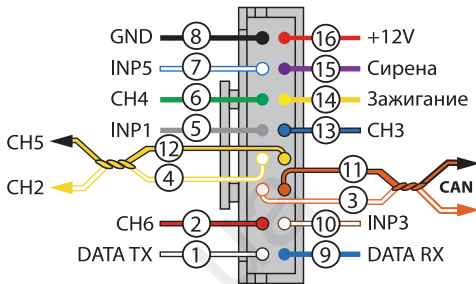 GND 8 16 +12V
INP5 7 15 Сирена
CH4 6 14 Зажигание
INP1 5 13 CH3
CH5 12 11
CH2 4 3 CAN
CH6 2 10 INP3
DATA TX 1 9 DATA RX